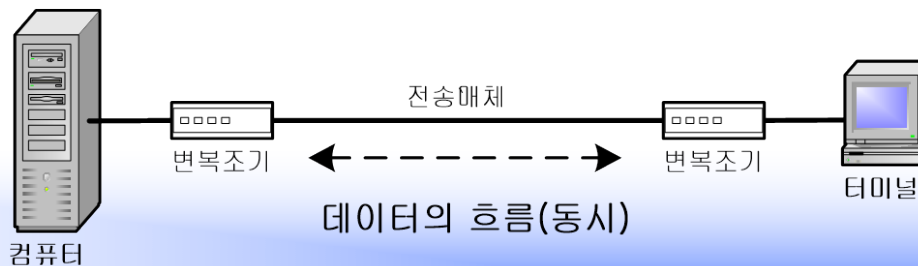 전송매체
변복조기
변복조기
터미널
데이터의 흐름(동시)
컴퓨터